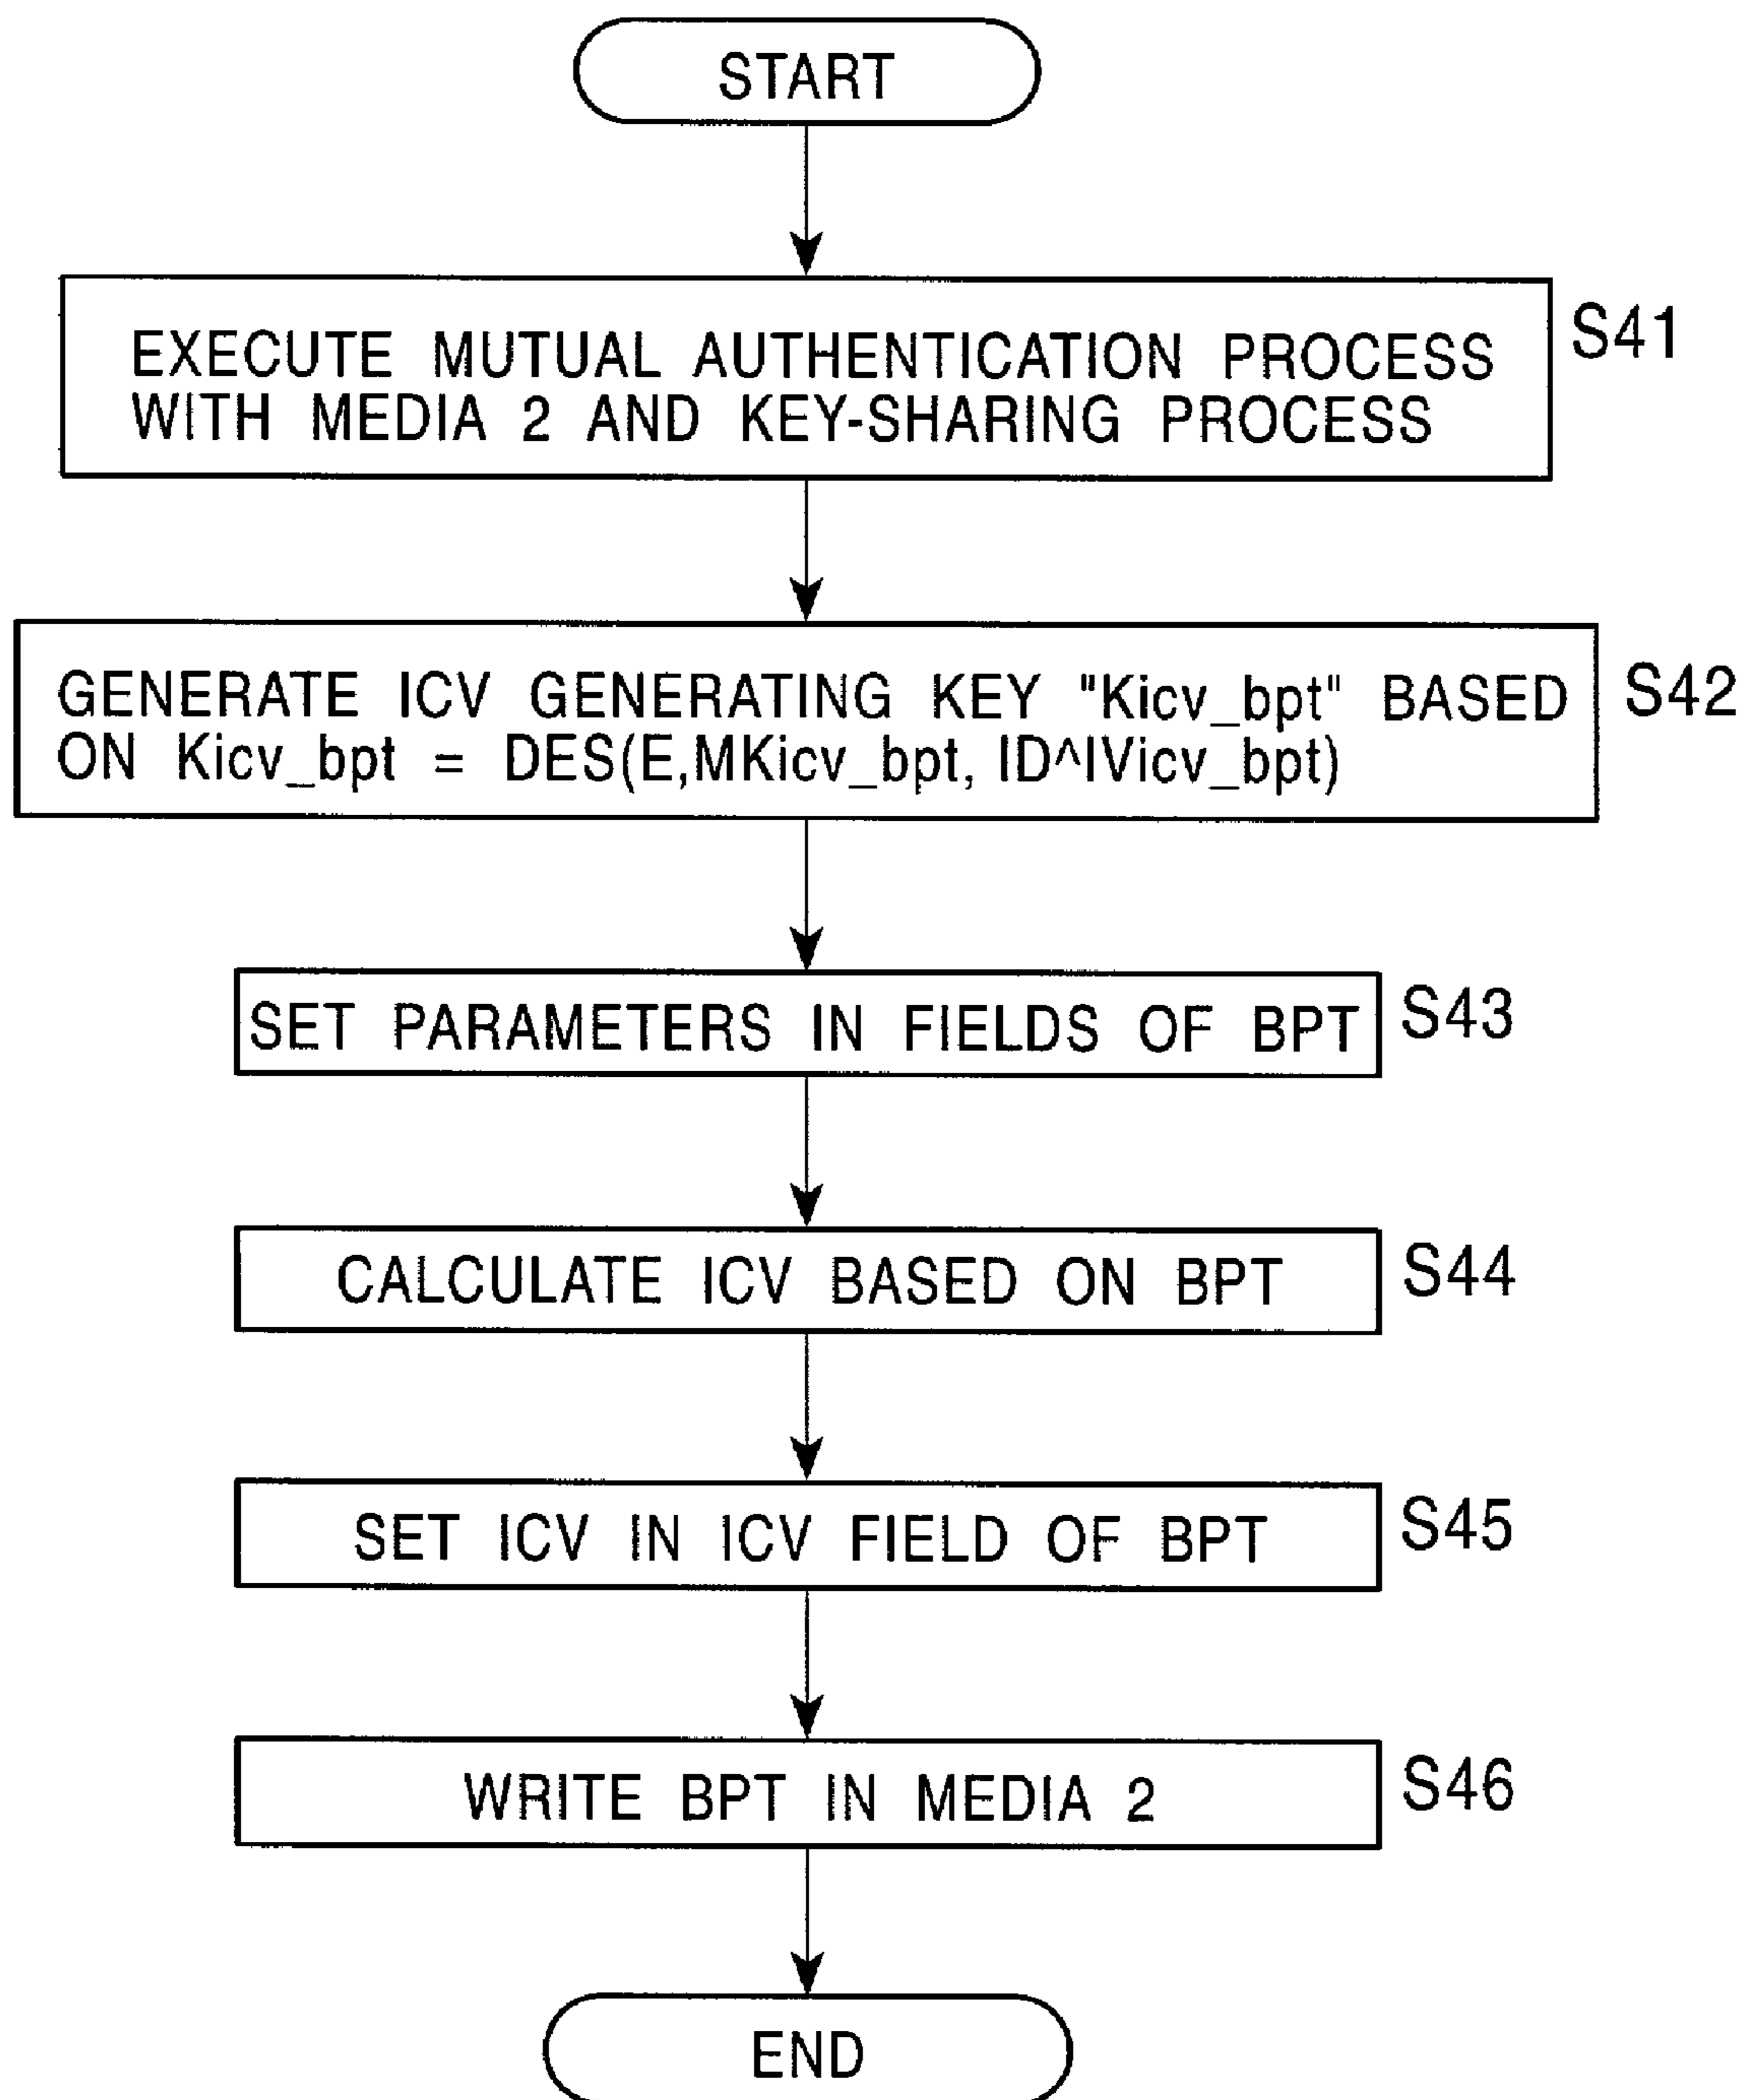 START
EXECUTE MUTUAL AUTHENTICATION PROCESS
WITH MEDIA 2 AND KEY-SHARING PROCESS
S41
GENERATE ICV GENERATING KEY "Kicv_bpt" BASED
ON Kicv_bpt = DES(E,MKicv_bpt, ID^IVicv_bpt)
S42
SET PARAMETERS IN FIELDS OF BPT
S43
CALCULATE ICV BASED ON BPT
S44
SET ICV IN ICV FIELD OF BPT
S45
WRITE BPT IN MEDIA 2
S46
END